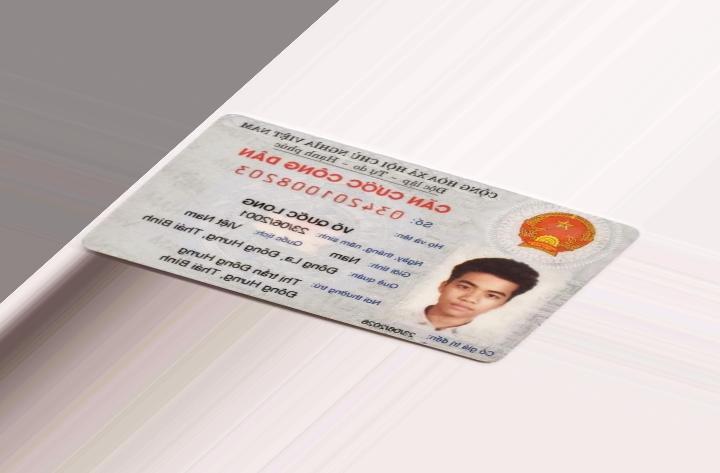 CỘNG HÒA XÃ HỘI CHỦ NGHĨA VIỆT NAM
Độc lập - Tự do - Hạnh phúc
CĂN CƯỚC CÔNG DÂN
Số: 034201008203
Họ và tên:
VÕ QUỐC LONG
Ngày, tháng, năm sinh: 23/06/2001
Giới tính: Nam Quốc tịch: Việt Nam
Quê quán: Đông La, Đông Hưng, Thái Bình
Nơi thường trú: Thị trấn Đông Hưng
Đông Hưng, Thái Bình
Có giá trị đến: 23/06/2026